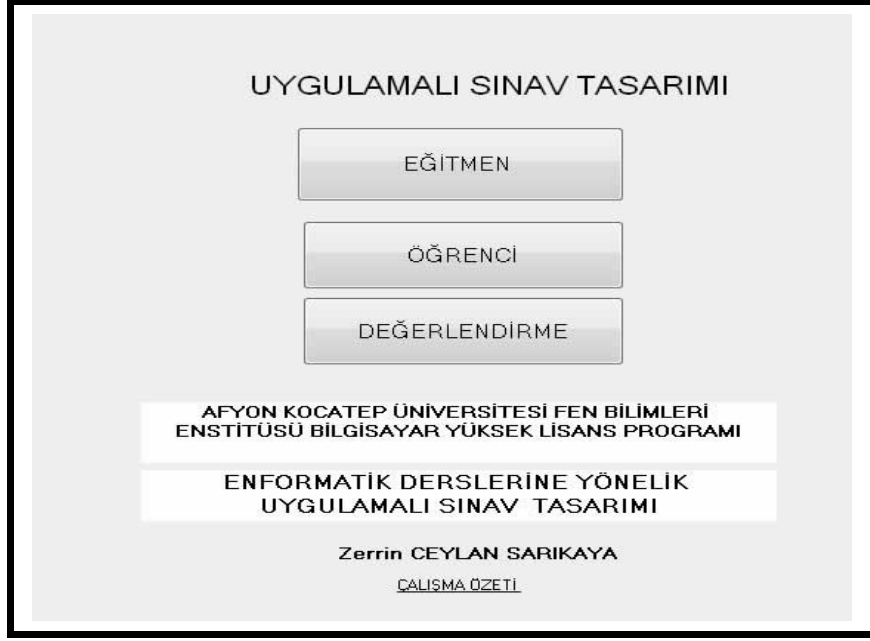 UYGULAMALI SINAV TASARIMI
EĞİTMEN
ÖĞRENCİ
DEĞERLENDİRME
AFYON KOCATEP ÜNİVERSİTESİ FEN BİLİMLERİ
ENSTİTÜSÜ BİLGİSAYAR YÜKSEK LİSANS PROGRAMI
ENFORMATİK DERSLERİNE YÖNELİK
UYGULAMALI SINAV TASARIMI
Zerrin CEYLAN SARIKAYA
ÇALIŞMA ÖZETİ